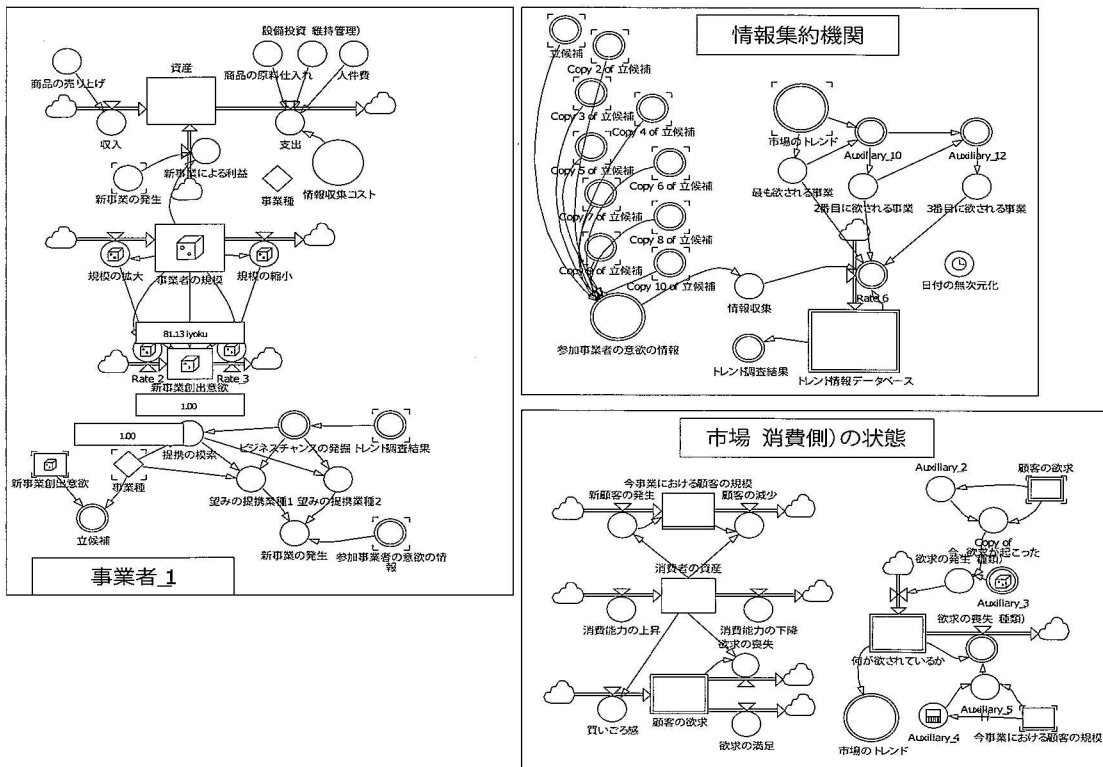 設備投資 維持管理)
商品の原料仕入れ
人件費
商品の売り上げ
資産
収入
支出
新事業による利益
新事業の発生
事業種
情報収集コスト
規模の拡大
事業者の規模
規模の縮小
81.13 iyoku
Rate_2
Rate_3
新事業創出意欲
1.00
1.00
提携の模索
ビジネスチャンスの発掘
トレンド調査結果
新事業創出意欲
事業種
望みの提携業種1
望みの提携業種2
立候補
新事業の発生
参加事業者の意欲の情
報
事業者_1
情報集約機関
立候補
Copy 2 of 立候補
Copy 3 of 立候補
Copy 4 of 立候補
Copy 5 of 立候補
Copy 6 of 立候補
Copy 7 of 立候補
Copy 8 of 立候補
Copy 9 of 立候補
Copy 10 of 立候補
市場のトレンド
Auxiliary_10
Auxiliary_12
最も欲される事業
2番目に欲される事業
3番目に欲される事業
情報収集
Rate_6
日付の無次元化
参加事業者の意欲の情報
トレンド調査結果
トレンド情報データベース
市場 消費側)の状態
今事業における顧客の規模
新顧客の発生
顧客の減少
消費者の資産
消費能力の上昇
消費能力の下降
欲求の喪失
買いごろ感
顧客の欲求
欲求の満足
Auxiliary_2
顧客の欲求
Copy of
今 欲求が起こった
欲求の発生 種類)
Auxiliary_3
欲求の喪失 種類)
何が欲されているか
Auxiliary_5
Auxiliary_4
今事業における顧客の規模
市場のトレンド